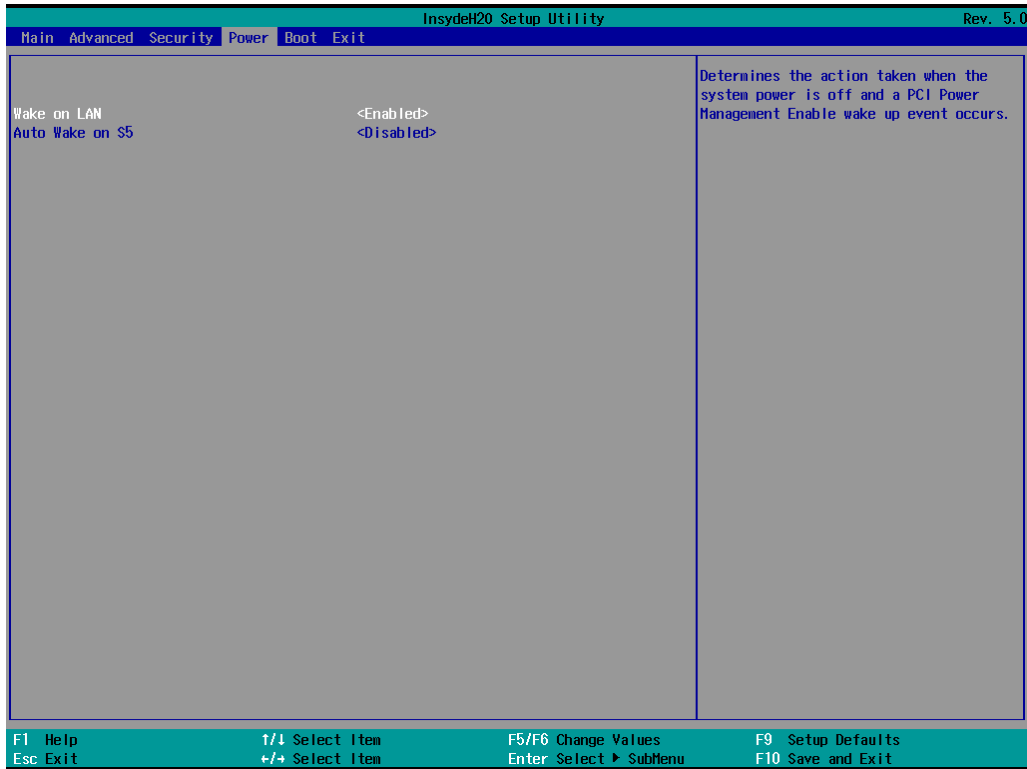 InsydeH20 Setup Utility Rev. 5.0
Main Advanced Security Power Boot Exit
Determines the action taken when the
system power is off and a PCI Power
Management Enable wake up event occurs.
Wake on LAN <Enabled>
Auto Wake on S5 <Disabled>
F1 Help ↑/↓ Select Item F5/F6 Change Values F9 Setup Defaults
Esc Exit ←/→ Select Item Enter Select ▶ SubMenu F10 Save and Exit